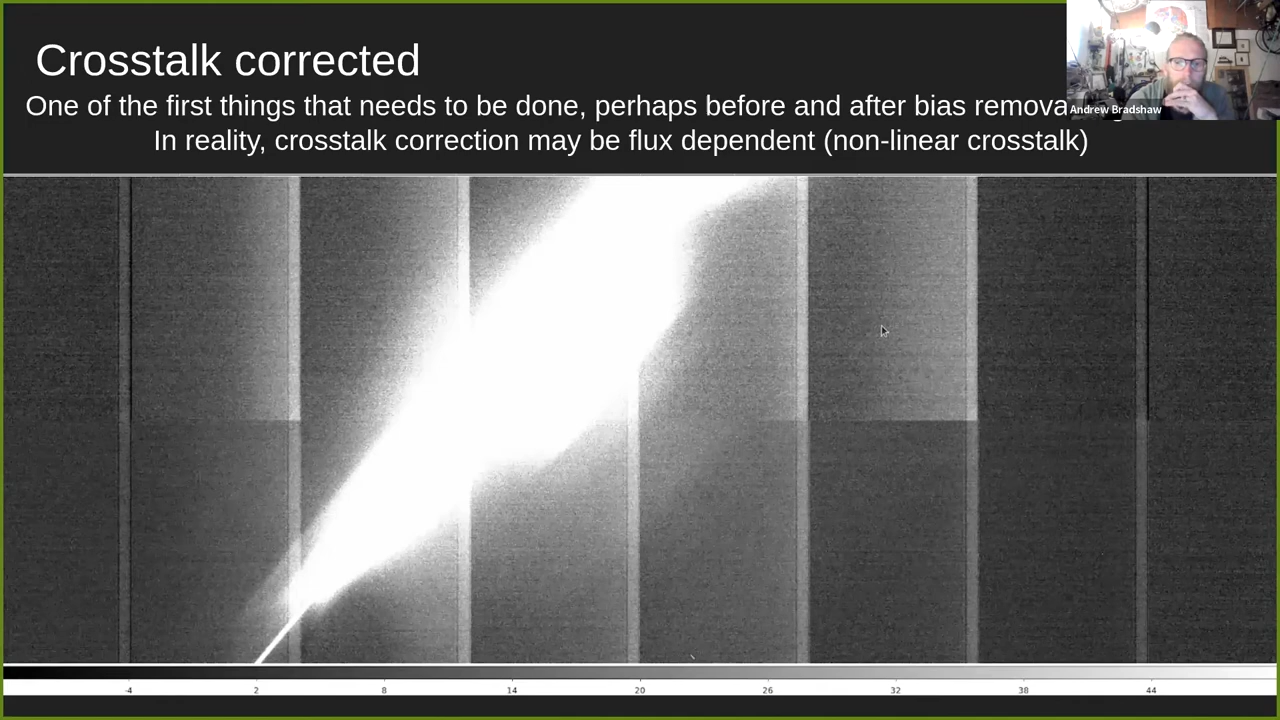 Crosstalk corrected
One of the first things that needs to be done, perhaps before and after bias
Andrew Bradshaw
In reality, crosstalk correction may be flux dependent (non-linear crosstalk)
-4 2 8 14 20 26 32 38 44